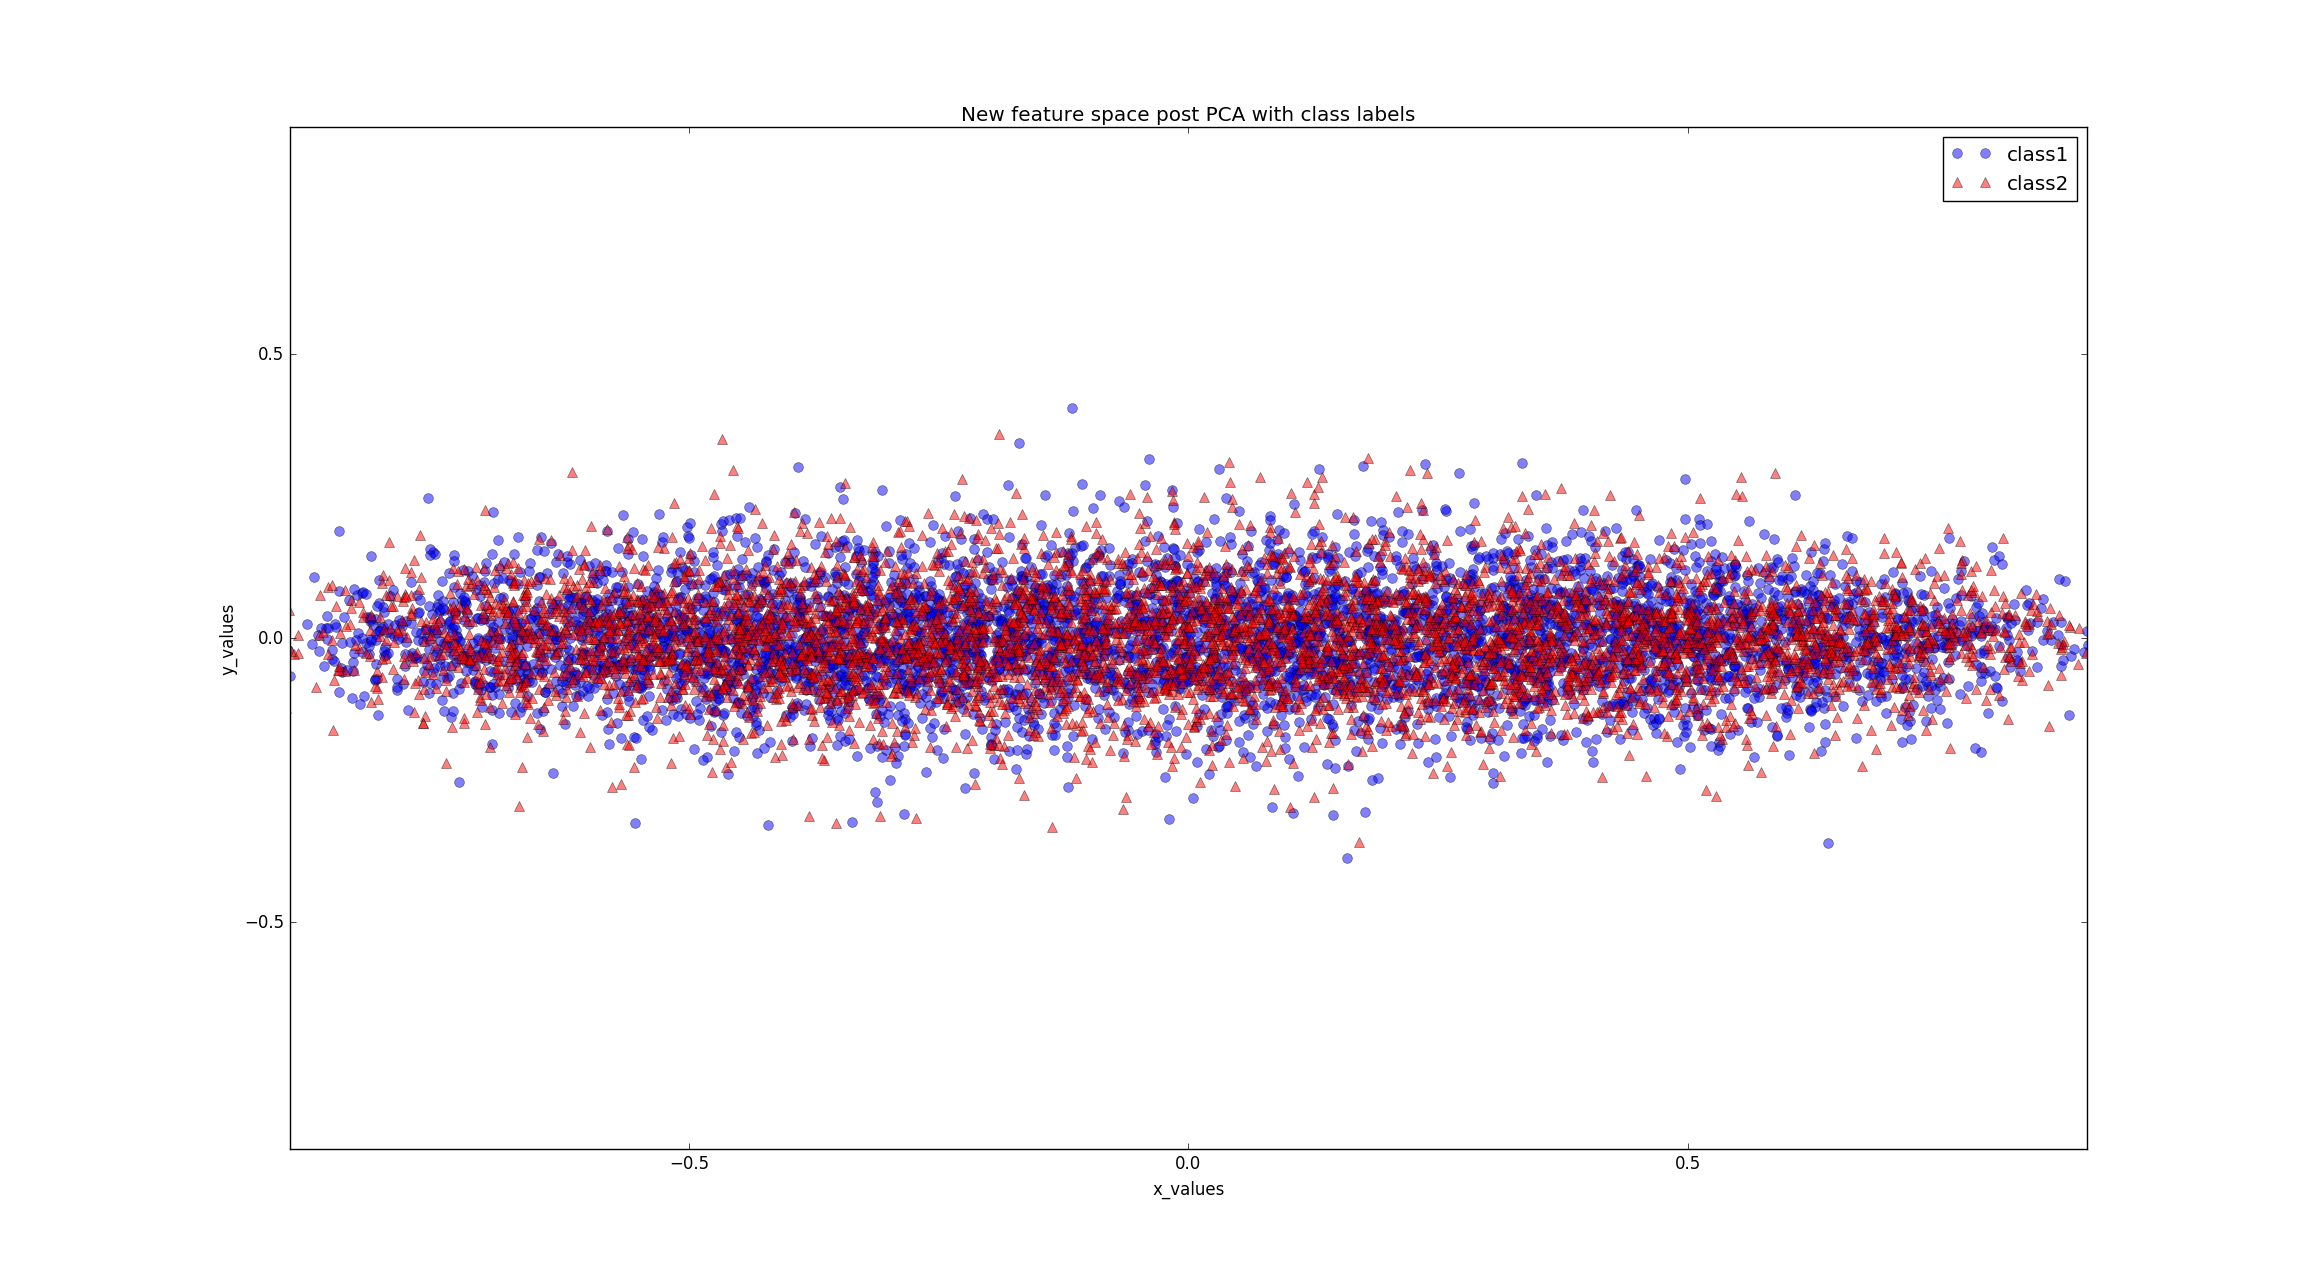 New feature space post PCA with class labels
class1
class2
0.5
0.0
−0.5
y_values
−0.5
0.0
0.5
x_values